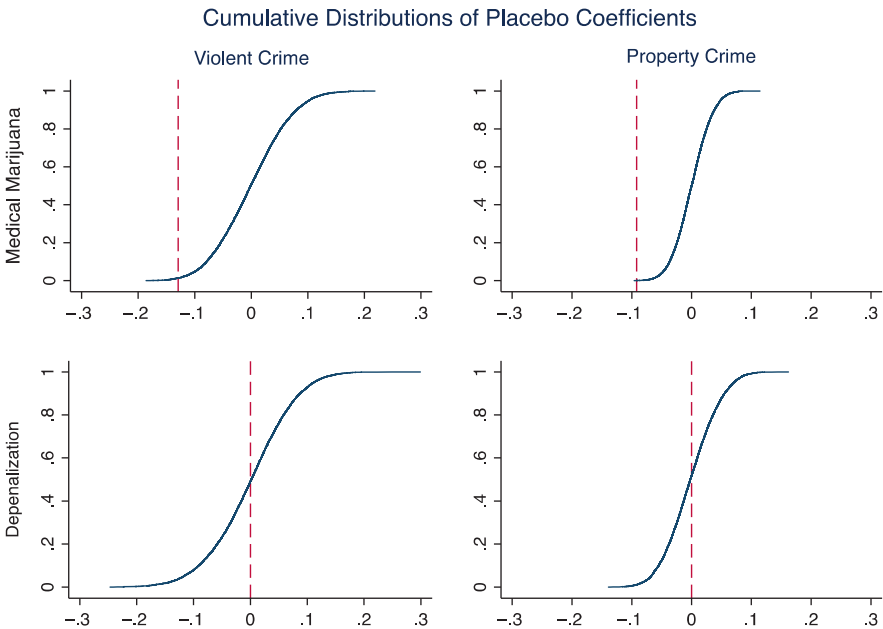 Cumulative Distributions of Placebo Coefficients
Violent Crime
Property Crime
Medical Marijuana
1
.8
.6
.4
.2
0
−.3 −.2 −.1 0 .1 .2 .3
1
.8
.6
.4
.2
0
−.3 −.2 −.1 0 .1 .2 .3
Depenalization
1
.8
.6
.4
.2
0
−.3 −.2 −.1 0 .1 .2 .3
1
.8
.6
.4
.2
0
−.3 −.2 −.1 0 .1 .2 .3